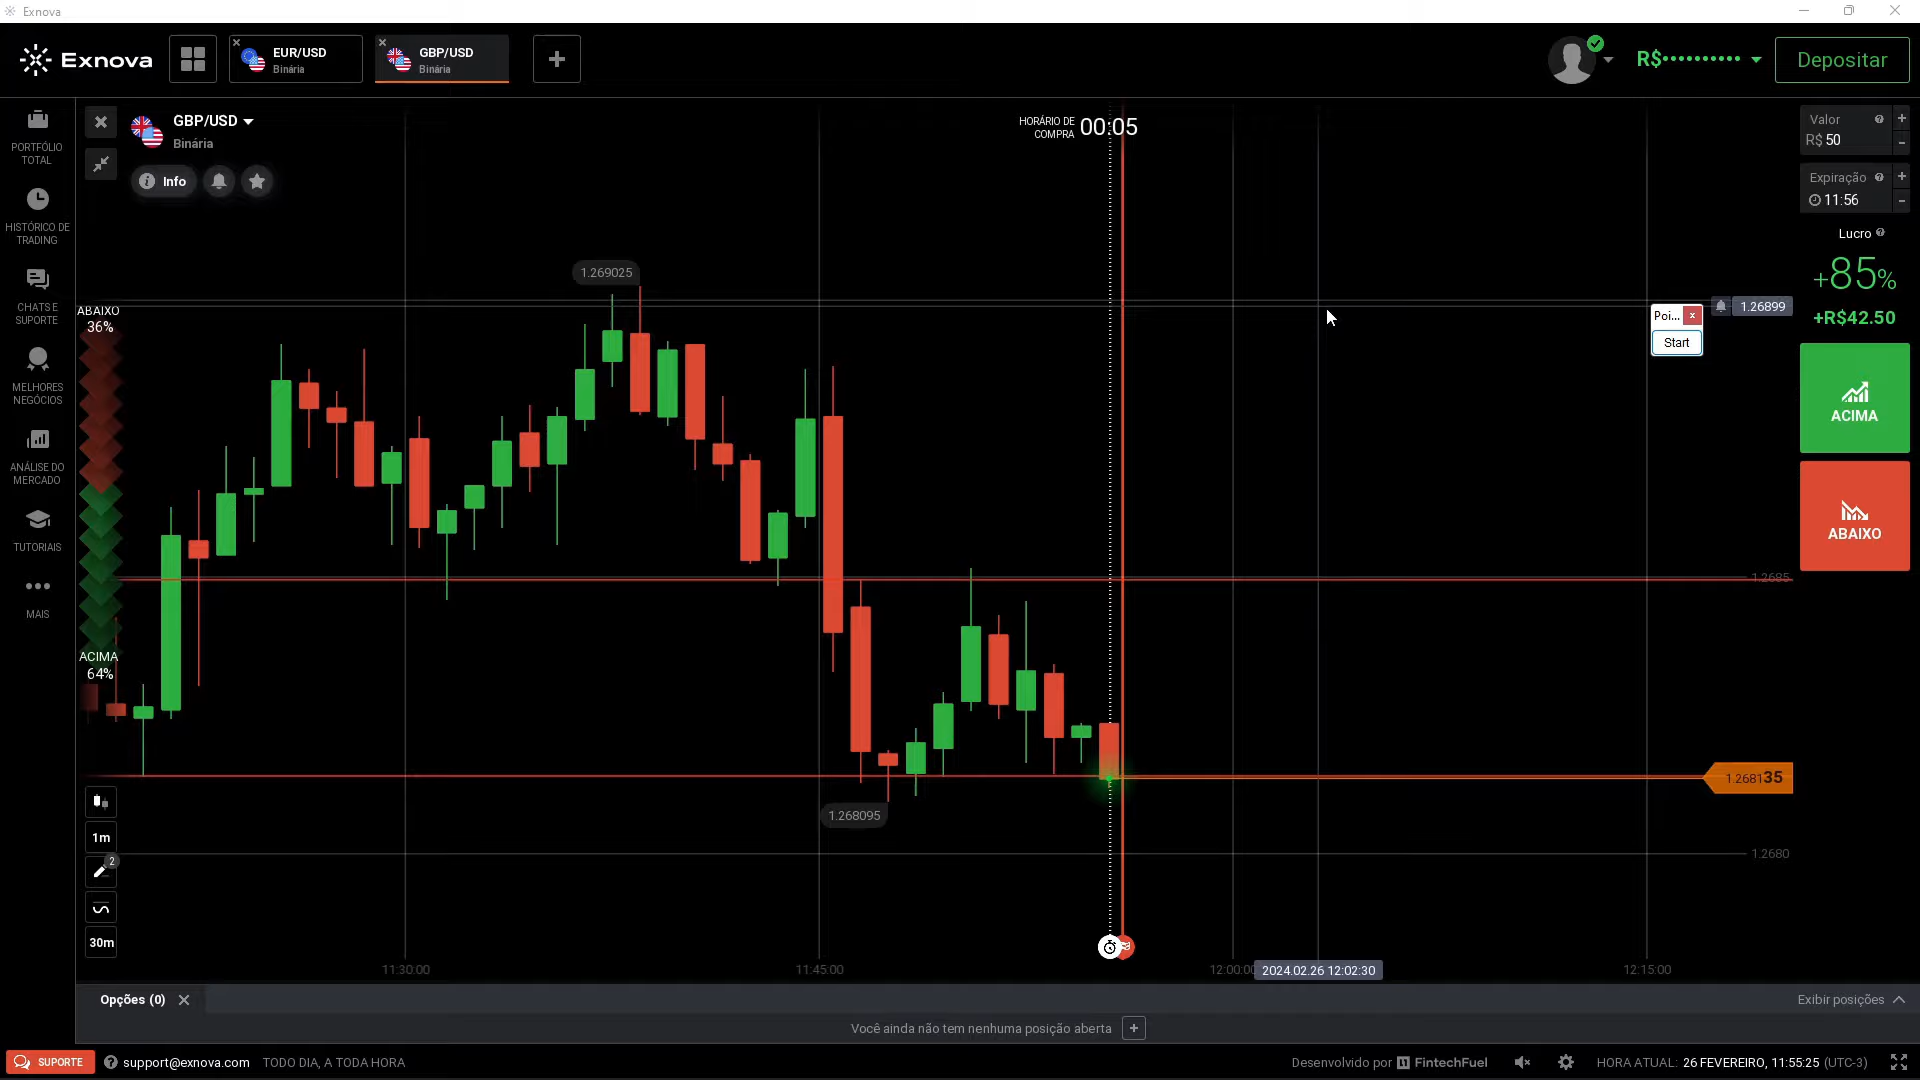 Exnova
Exnova
EUR/USD
Binária
GBP/USD
Binária
R$••••••••••
Depositar
PORTFÓLIO
TOTAL
HISTÓRICO DE
TRADING
CHATS E
SUPORTE
MELHORES
NEGÓCIOS
ANÁLISE DO
MERCADO
TUTORIAIS
MAIS
GBP/USD
Binária
Info
HORÁRIO DE
COMPRA
00:05
ABAIXO
36%
ACIMA
64%
1.269025
1.268095
1m
2
30m
Poi...
x
Start
1.26899
1.2685
1.268135
1.2680
11:30:00
11:45:00
12:00:00
2024.02.26 12:02:30
12:15:00
Valor
R$ 50
Expiração
11:56
Lucro
+85%
+R$42.50
ACIMA
ABAIXO
Opções (0)
Exibir posições
Você ainda não tem nenhuma posição aberta
SUPORTE
support@exnova.com
TODO DIA, A TODA HORA
Desenvolvido por
FintechFuel
HORA ATUAL: 26 FEVEREIRO, 11:55:25 (UTC-3)